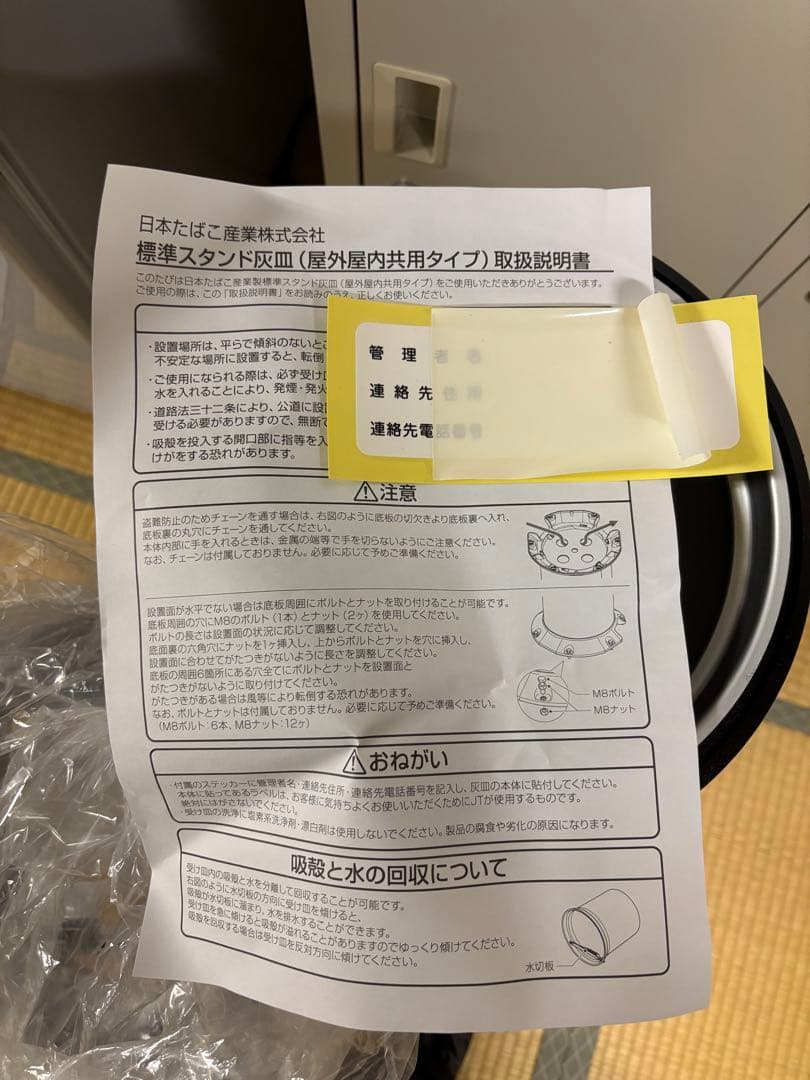 日本たばこ産業株式会社
標準スタンド灰皿（屋外屋内共用タイプ）取扱説明書
このたびは日本たばこ産業製標準スタンド灰皿（屋外屋内共用タイプ）をご使用いただきありがとうございます。
ご使用の際は、この「取扱説明書」をお読みのうえ、正しくお使いください。
・設置場所は、平らで傾斜のないとこ
不安定な場所に設置すると、転倒
・ご使用になられる際は、必ず受け
水を入れることにより、発煙・発火
・道路法三十二条により、公道に設
受ける必要がありますので、無断で
・吸殻を投入する開口部に指等を入
けがをする恐れがあります。
管理者名
連絡先住所
連絡先電話番号
注意
盗難防止のためチェーンを通す場合は、右図のように底板の切欠きより底板裏へ入れ、
底板裏の丸穴にチェーンを通してください。
本体内部に手を入れるときは、金属の端等で手を切らないようにご注意ください。
なお、チェーンは付属しておりません。必要に応じて予めご準備ください。
設置面が水平でない場合は底板周囲にボルトとナットを取り付けることが可能です。
底板周囲の穴にM8のボルト（1本）とナット（2ヶ）を使用してください。
ボルトの長さは設置面の状況に応じて調整してください。
底面裏の六角穴にナットを1ヶ挿入し、上からボルトとナットを穴に挿入し、
設置面に合わせてがたつきがないように長さを調整してください。
底板の周囲6箇所にある穴全てにボルトとナットを設置面と
がたつきがないように取り付けてください。
がたつきがある場合は風等により転倒する恐れがあります。
なお、ボルトとナットは付属しておりません。必要に応じて予めご準備ください。
（M8ボルト：6本、M8ナット：12ヶ）
M8ボルト
M8ナット
おねがい
・付属のステッカーに管理者名・連絡先住所・連絡先電話番号を記入し、灰皿の本体に貼付してください。
本体に貼ってあるラベルは、お客様に気持ちよくお使いいただくためにJTが使用するものです。
絶対にはがさないでください。
・受け皿の洗浄に塩素系洗浄剤・漂白剤は使用しないでください。製品の腐食や劣化の原因になります。
吸殻と水の回収について
受け皿内の吸殻と水を分離して回収することが可能です。
右図のように水切板の方向に受け皿を傾けると、
吸殻が水切板に溜まり、水を排水することができます。
受け皿を急に傾けると吸殻が溢れることがありますのでゆっくり傾けてください。
吸殻を回収する場合は受け皿を反対方向に傾けてください。
水切板